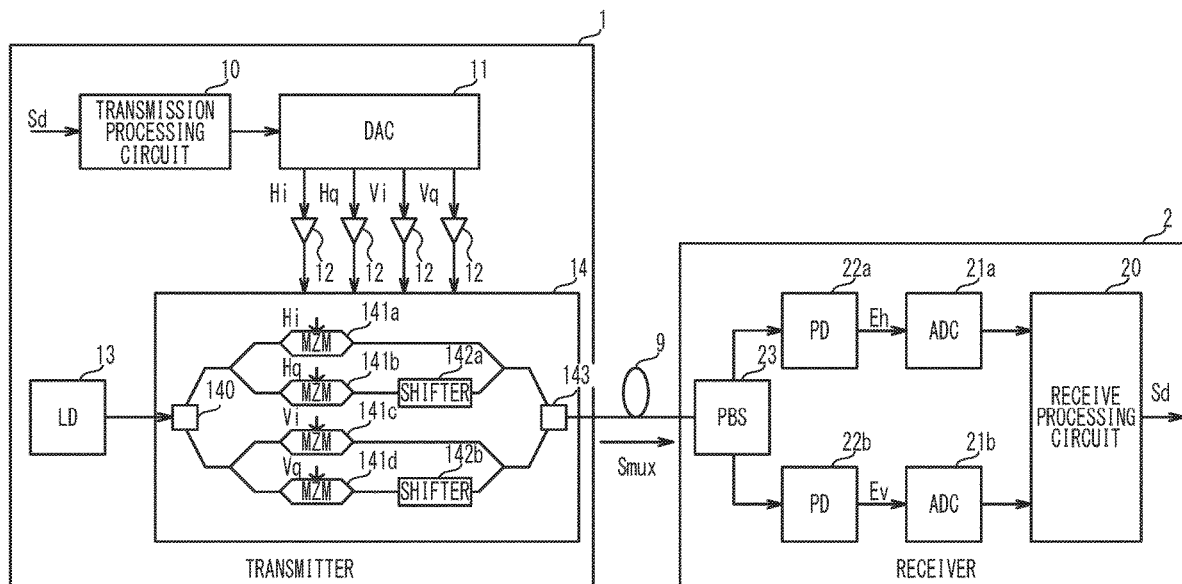 1
10
11
TRANSMISSION
PROCESSING
CIRCUIT
Sd
DAC
Hi Hq Vi Vq
12 12 12 12
14
2
Hi
MZM
141a
Hq
MZM
141b
142a
SHIFTER
Vi
MZM
141c
Vq
MZM
141d
142b
SHIFTER
13
LD
140
143
9
Smux
TRANSMITTER
22a
PD
Eh
21a
ADC
20
23
PBS
RECEIVE
PROCESSING
CIRCUIT
Sd
22b
PD
Ev
21b
ADC
RECEIVER